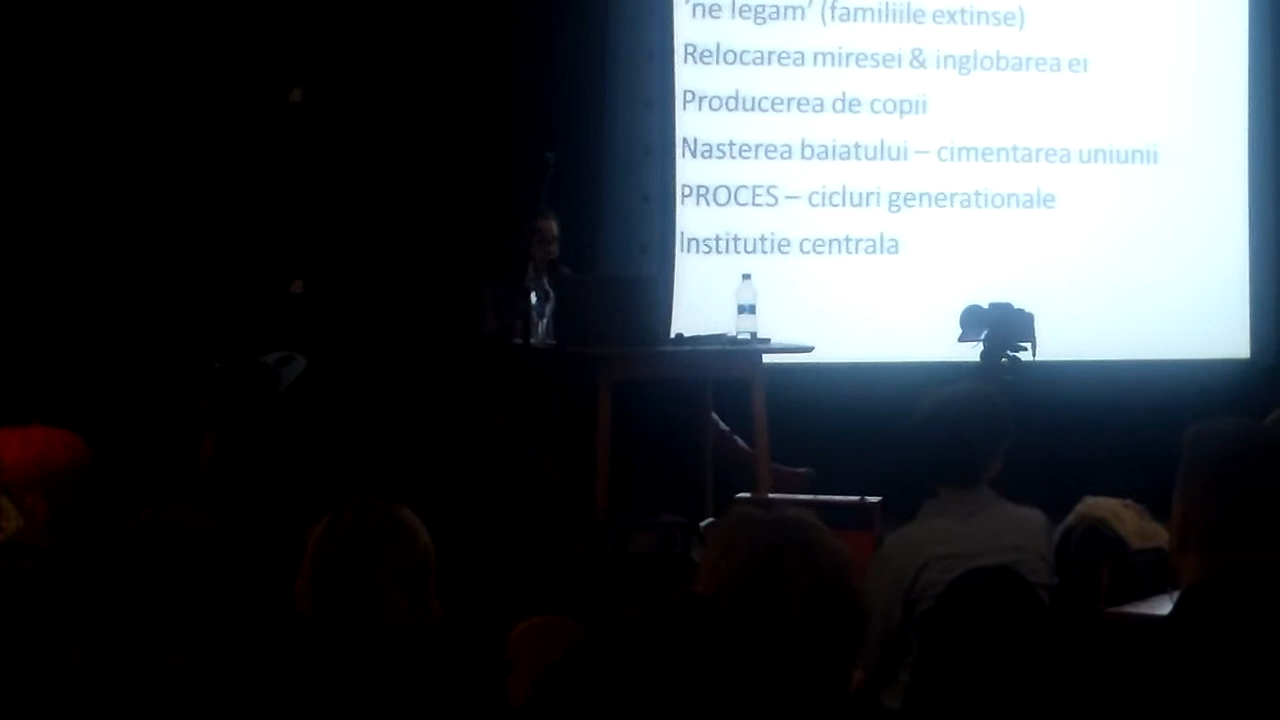 'ne legam' (familiile extinse)
Relocarea miresei & inglobarea ei
Producerea de copii
Nasterea baiatului – cimentarea uniunii
PROCES – cicluri generationale
Institutie centrala